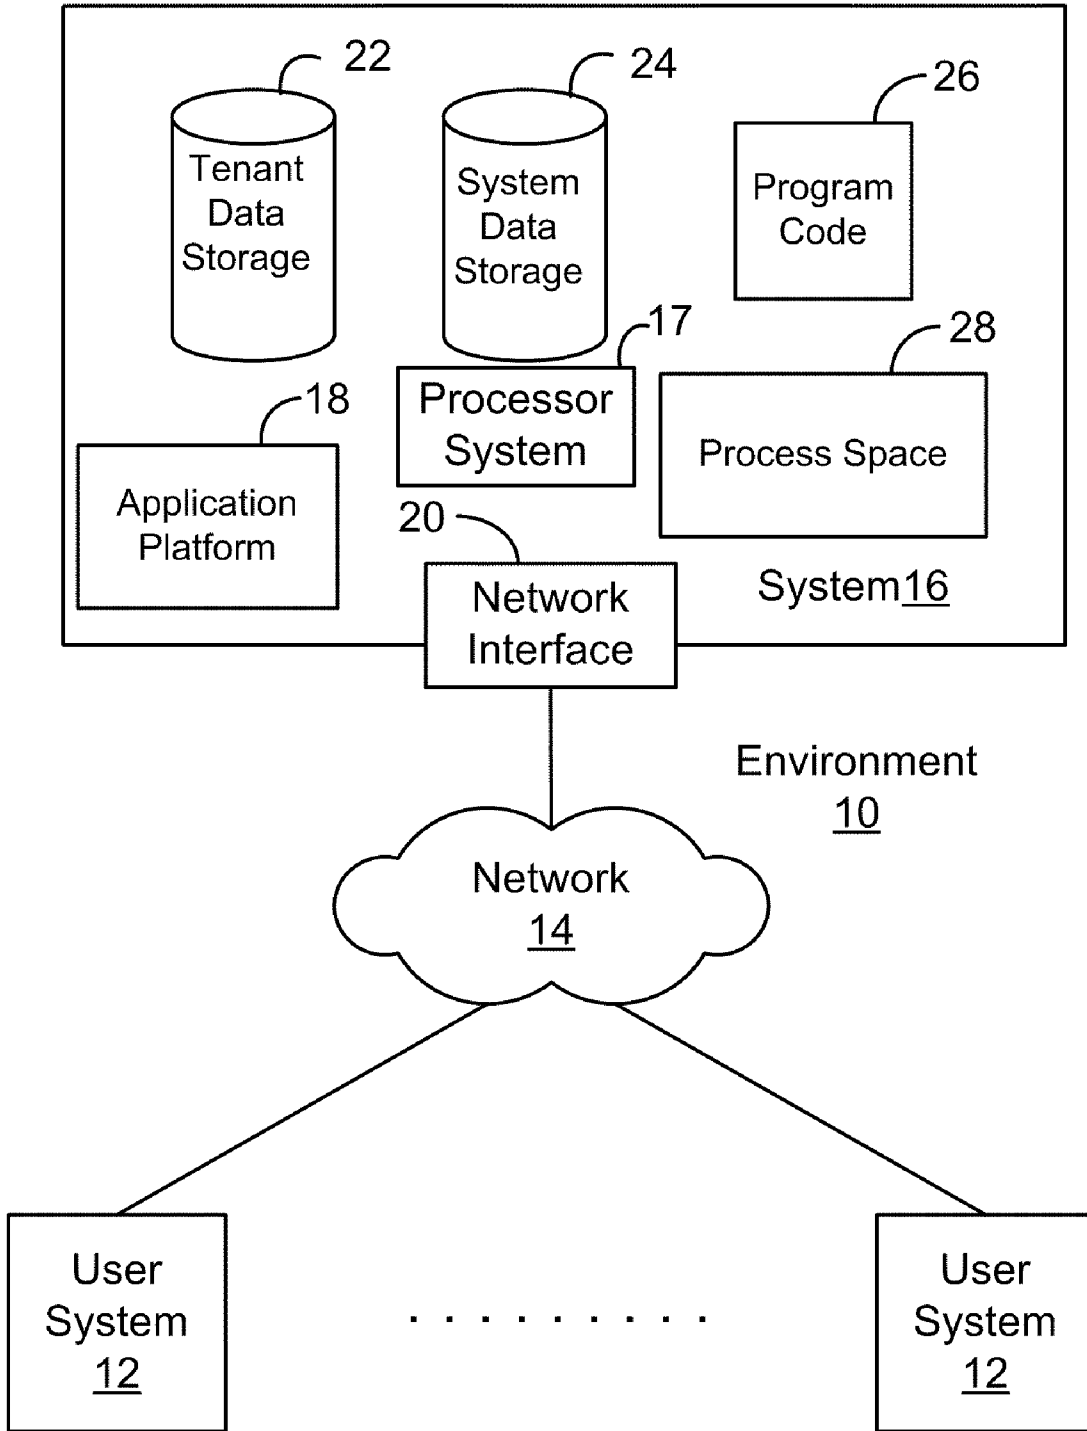 22
24
26
Tenant
Data
Storage
System
Data
Storage
Program
Code
17
28
18
Processor
System
Process Space
Application
Platform
20
Network
Interface
System16
Environment
10
Network
14
User
System
12
. . . . . . . . .
User
System
12